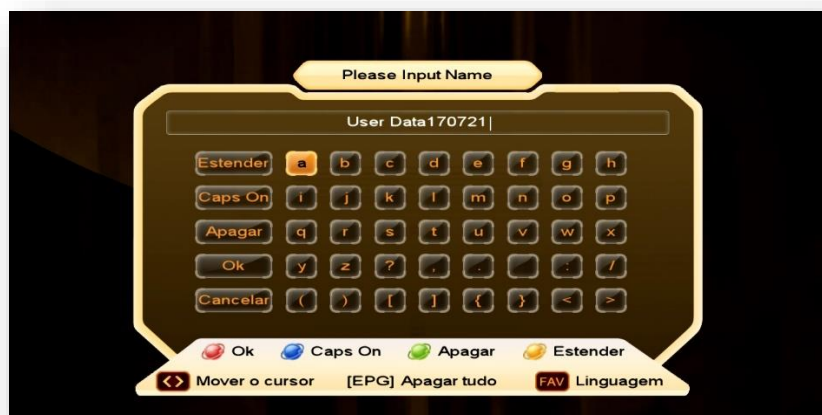 Please Input Name
User Data170721|
Estender a b c d e f g h
Caps On i j k l m n o p
Apagar q r s t u v w x
Ok y z ? , . : /
Cancelar ( ) [ ] { } < >
Ok Caps On Apagar Estender
<> Mover o cursor [EPG] Apagar tudo FAV Linguagem